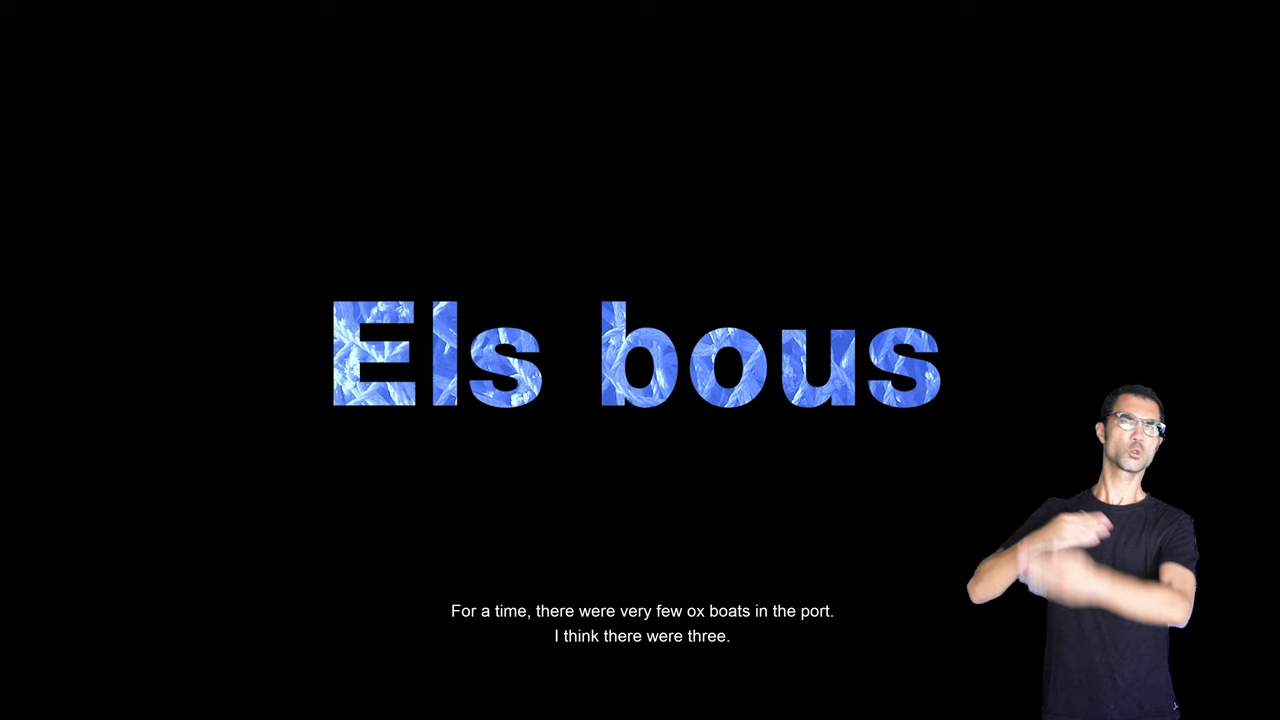 Els bous
For a time, there were very few ox boats in the port.
I think there were three.